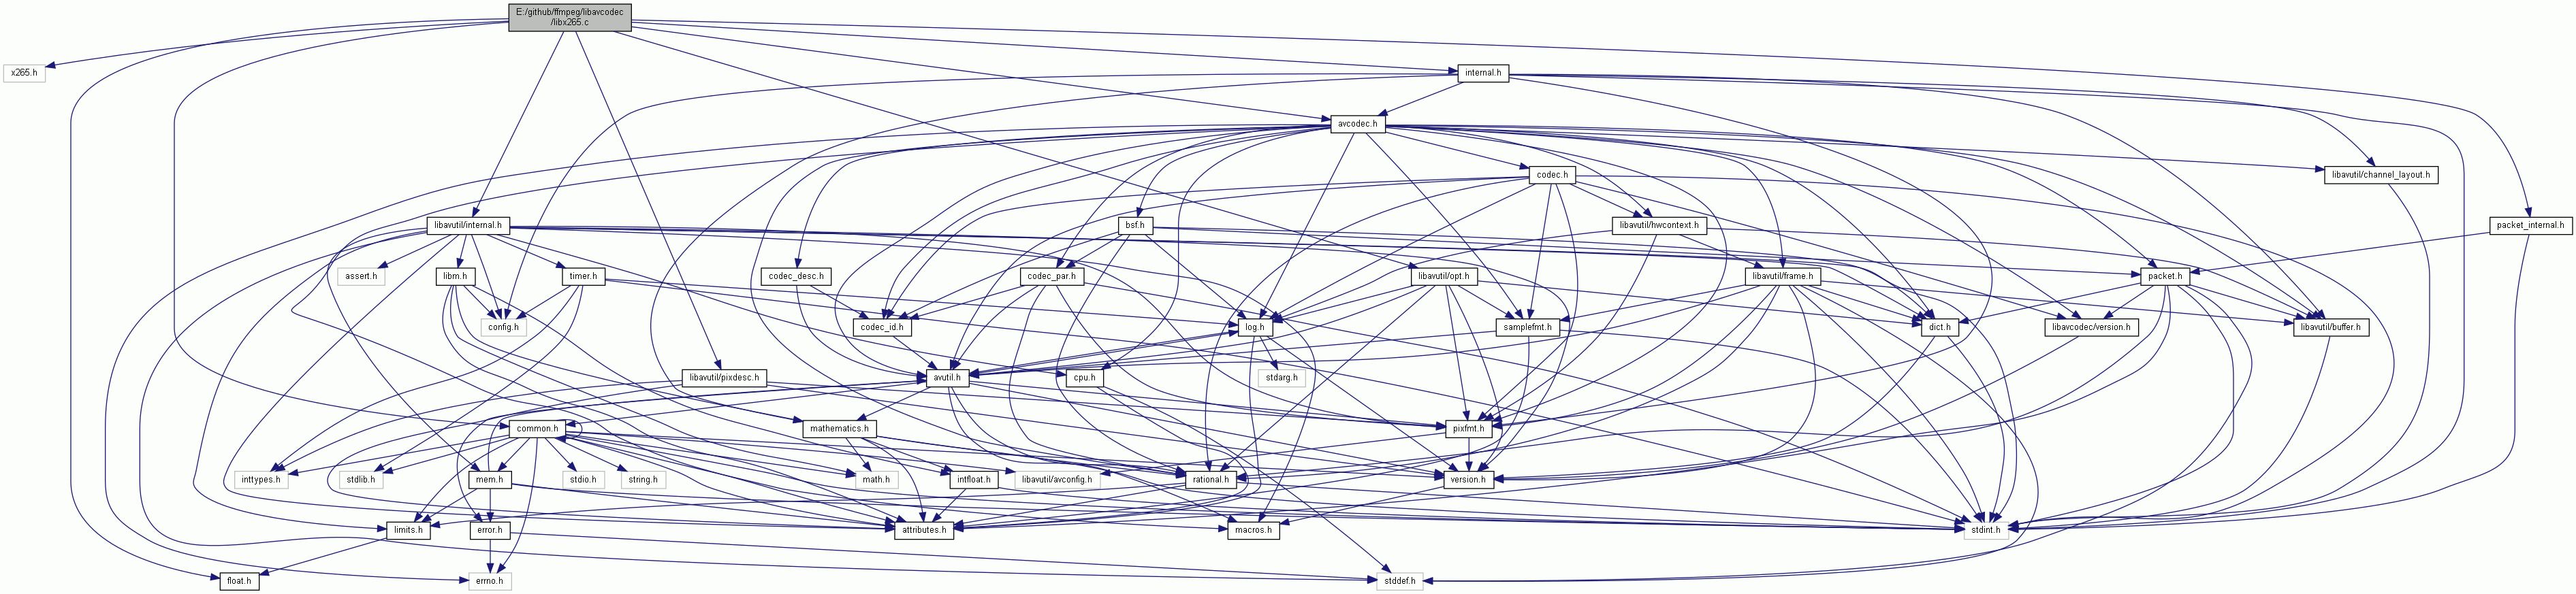 E:/github/ffmpeg/libavcodec
/libx265.c
x265.h
internal.h
avcodec.h
codec.h
libavutil/channel_layout.h
libavutil/internal.h
bsf.h
libavutil/hwcontext.h
packet_internal.h
assert.h
libm.h
timer.h
codec_desc.h
codec_par.h
libavutil/opt.h
libavutil/frame.h
packet.h
config.h
codec_id.h
log.h
samplefmt.h
dict.h
libavcodec/version.h
libavutil/buffer.h
libavutil/pixdesc.h
avutil.h
cpu.h
stdarg.h
common.h
mathematics.h
pixfmt.h
inttypes.h
stdlib.h
mem.h
stdio.h
string.h
math.h
intfloat.h
libavutil/avconfig.h
rational.h
version.h
limits.h
error.h
attributes.h
macros.h
stdint.h
float.h
errno.h
stddef.h